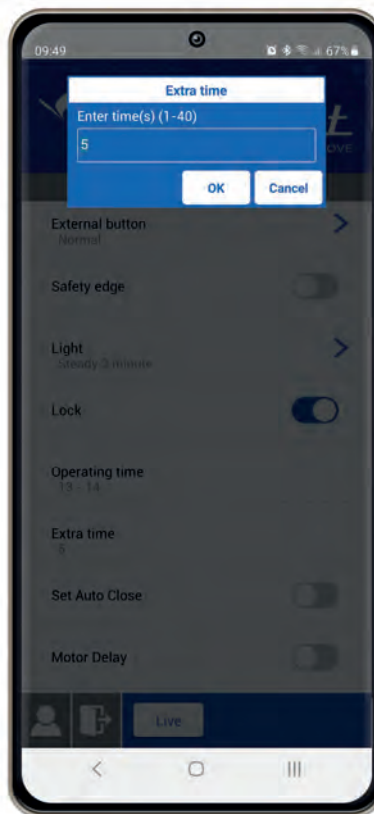 09:49
67%
Extra time
Enter time(s) (1-40)
5
OK
Cancel
t
OVE
External button
Normal
Safety edge
Light
Steady 3 minute
Lock
Operating time
13 - 14
Extra time
5
Set Auto Close
Motor Delay
Live